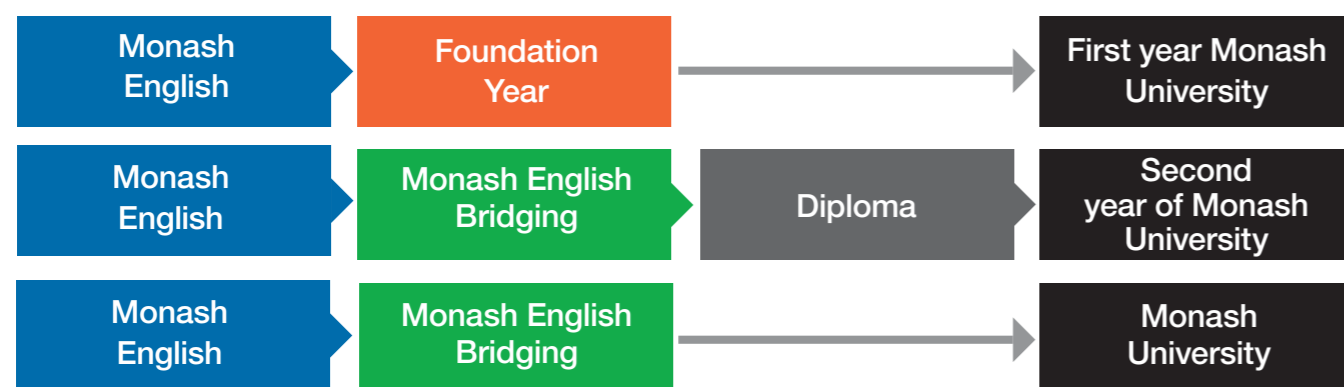 Monash
English
Foundation
Year
First year Monash
University
Monash
English
Monash English
Bridging
Diploma
Second
year of Monash
University
Monash
English
Monash English
Bridging
Monash
University